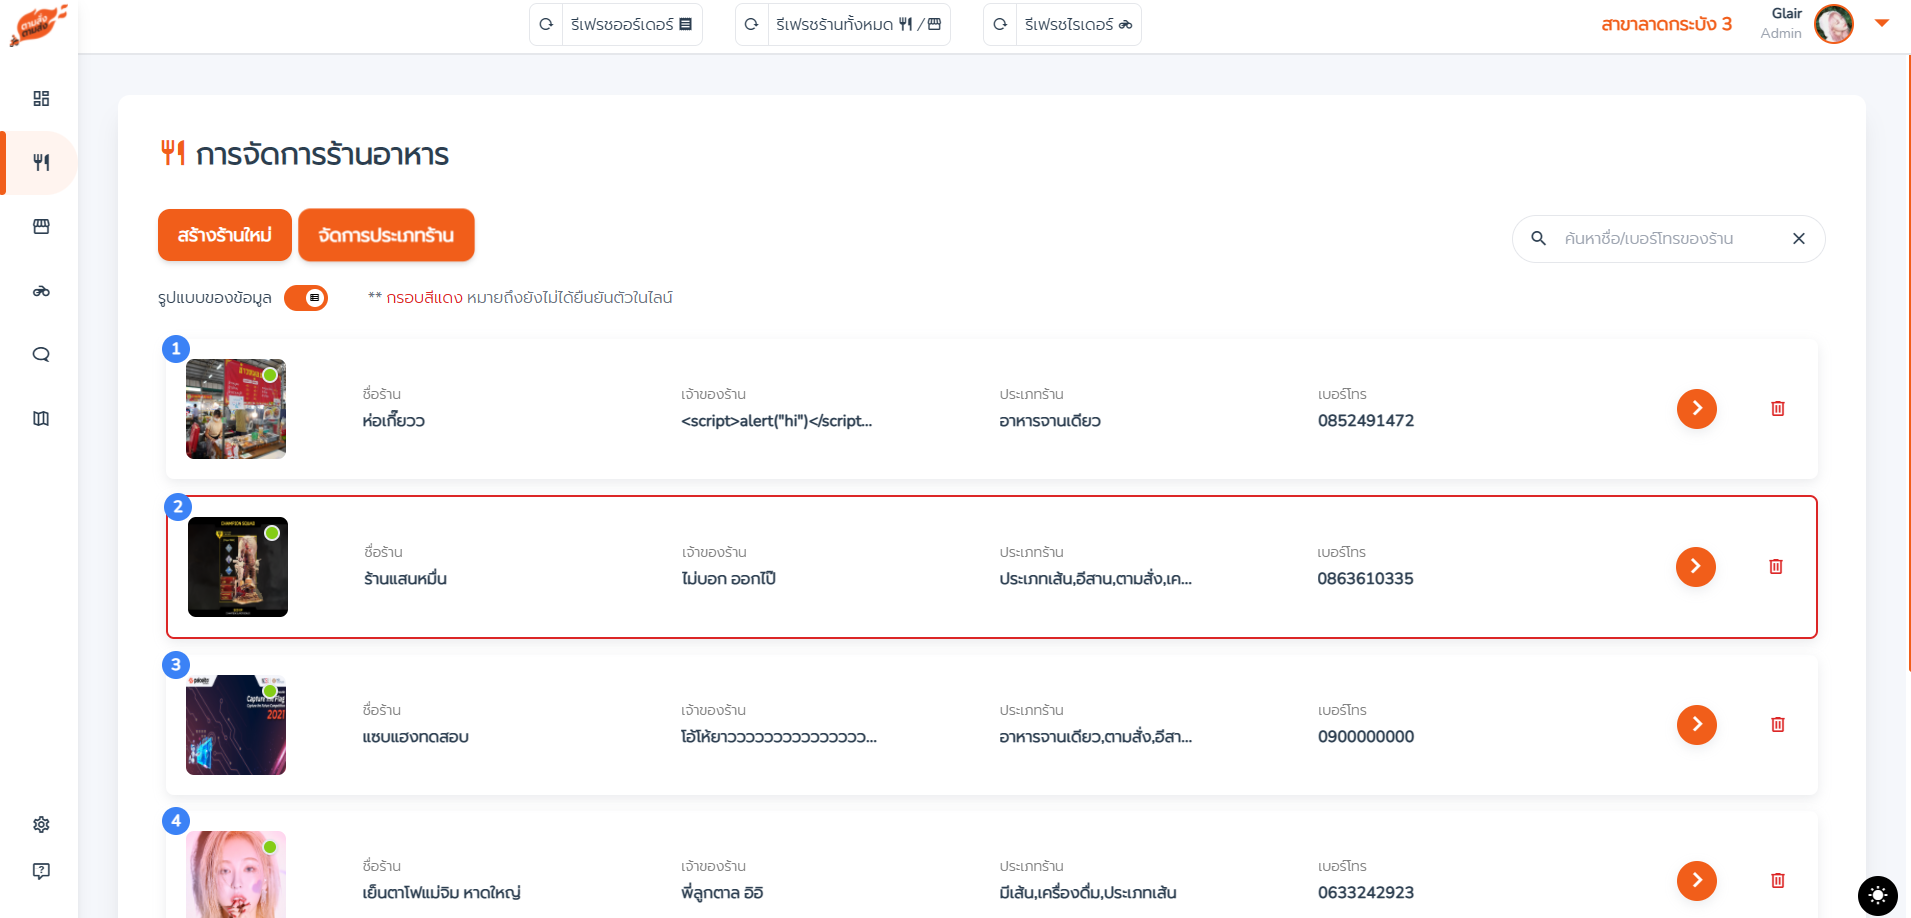 ตามสั่ง
ตามสั่ง
รีเฟรชออร์เดอร์
รีเฟรชร้านทั้งหมด /
รีเฟรชไรเดอร์
สาขาลาดกระบัง 3
Glair
Admin
การจัดการร้านอาหาร
สร้างร้านใหม่
จัดการประเภทร้าน
ค้นหาชื่อ/เบอร์โทรของร้าน
รูปแบบของข้อมูล
** กรอบสีแดง หมายถึงยังไม่ได้ยืนยันตัวในไลน์
1
ชื่อร้าน เจ้าของร้าน ประเภทร้าน เบอร์โทร
ห่อเกี๊ยวว <script>alert("hi")</script... อาหารจานเดียว 0852491472
2
CHAMPION SQUAD
ชื่อร้าน เจ้าของร้าน ประเภทร้าน เบอร์โทร
ร้านแสนหมื่น ไม่บอก ออกไป๊ ประเภทเส้น,อีสาน,ตามสั่ง,เค... 0863610335
3
Capture the Flag
2021
ชื่อร้าน เจ้าของร้าน ประเภทร้าน เบอร์โทร
แซบแฮงทดสอบ โอ้โห้ยาวววววววววววววววว... อาหารจานเดียว,ตามสั่ง,อีสา... 0900000000
4
ชื่อร้าน เจ้าของร้าน ประเภทร้าน เบอร์โทร
เย็นตาโฟแม่จิม หาดใหญ่ พี่ลูกตาล อิอิ มีเส้น,เครื่องดื่ม,ประเภทเส้น 0633242923